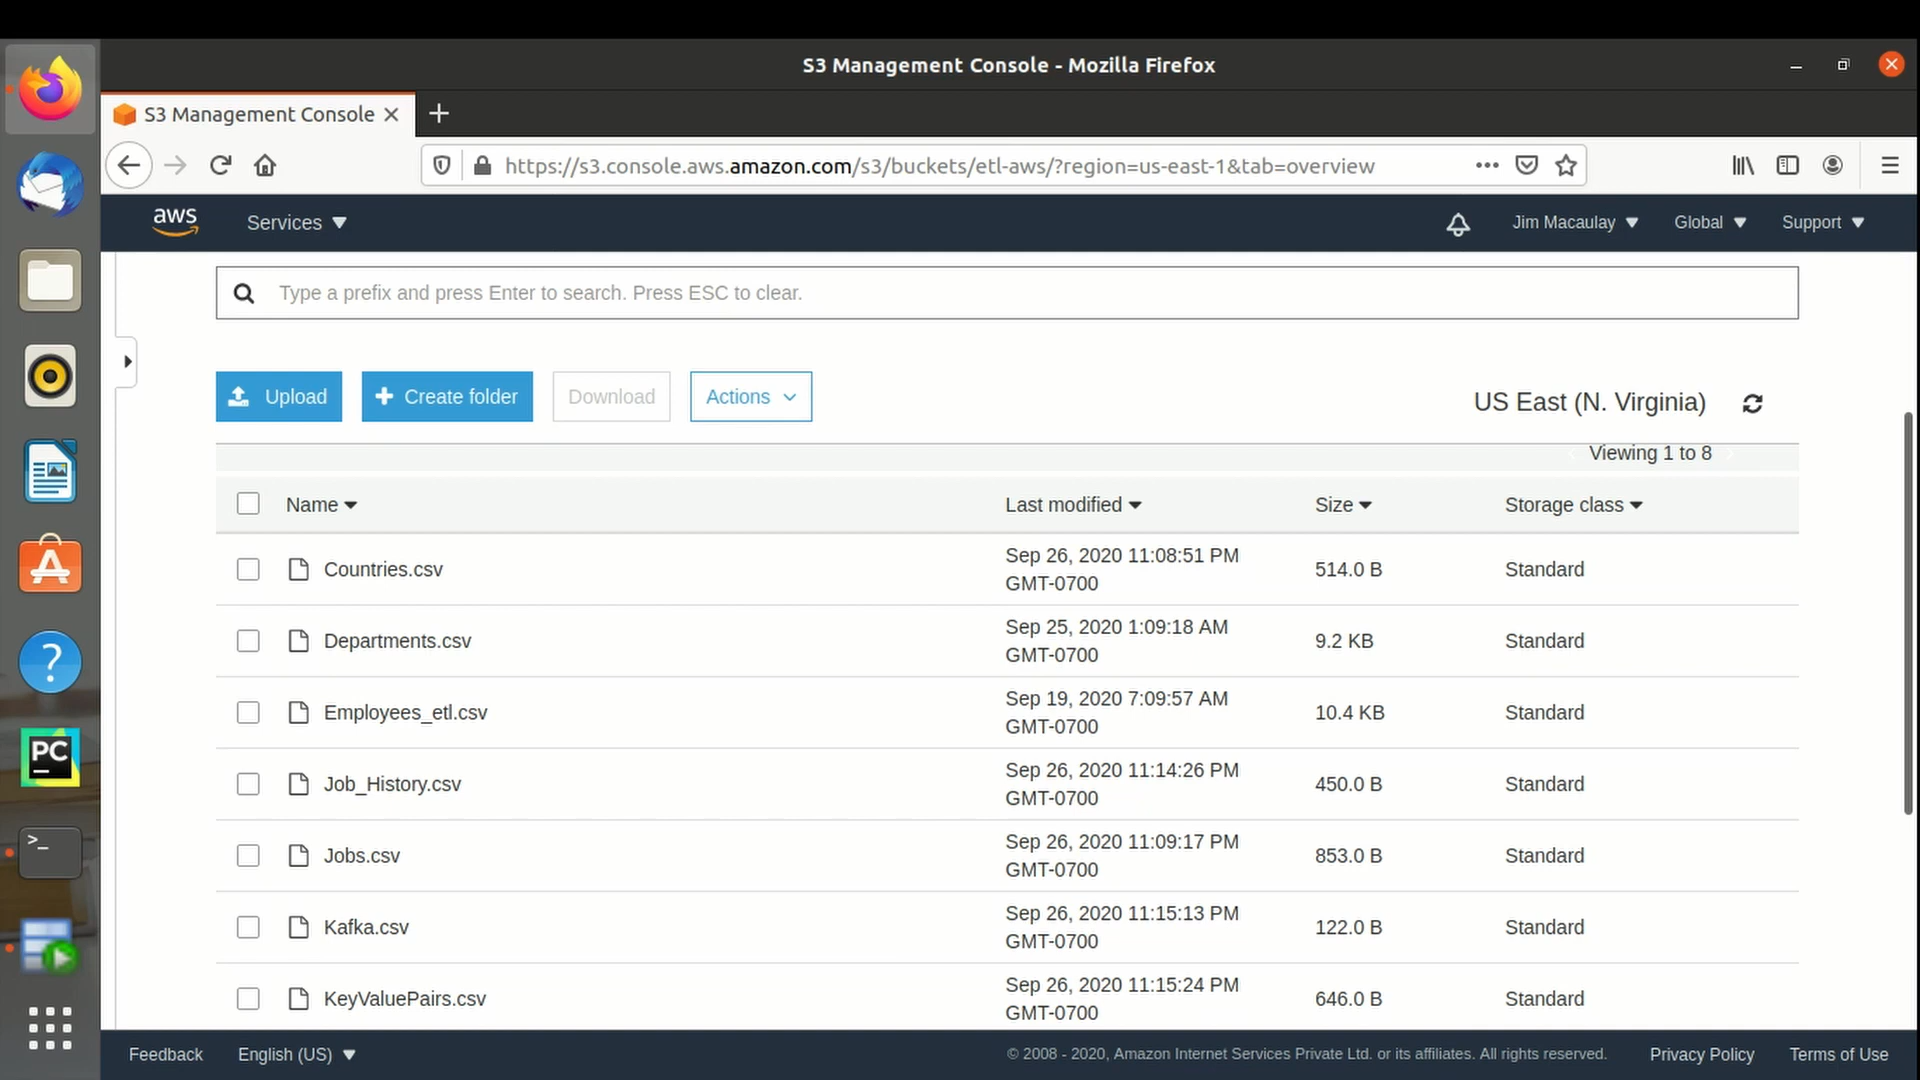 S3 Management Console - Mozilla Firefox
S3 Management Console
https://s3.console.aws.amazon.com/s3/buckets/etl-aws/?region=us-east-1&tab=overview
aws Services Jim Macaulay Global Support
Type a prefix and press Enter to search. Press ESC to clear.
Upload Create folder Download Actions US East (N. Virginia)
Viewing 1 to 8
Name Last modified Size Storage class
Countries.csv Sep 26, 2020 11:08:51 PM GMT-0700 514.0 B Standard
Departments.csv Sep 25, 2020 1:09:18 AM GMT-0700 9.2 KB Standard
Employees_etl.csv Sep 19, 2020 7:09:57 AM GMT-0700 10.4 KB Standard
Job_History.csv Sep 26, 2020 11:14:26 PM GMT-0700 450.0 B Standard
Jobs.csv Sep 26, 2020 11:09:17 PM GMT-0700 853.0 B Standard
Kafka.csv Sep 26, 2020 11:15:13 PM GMT-0700 122.0 B Standard
KeyValuePairs.csv Sep 26, 2020 11:15:24 PM GMT-0700 646.0 B Standard
PC
>_
Feedback English (US) © 2008 - 2020, Amazon Internet Services Private Ltd. or its affiliates. All rights reserved. Privacy Policy Terms of Use